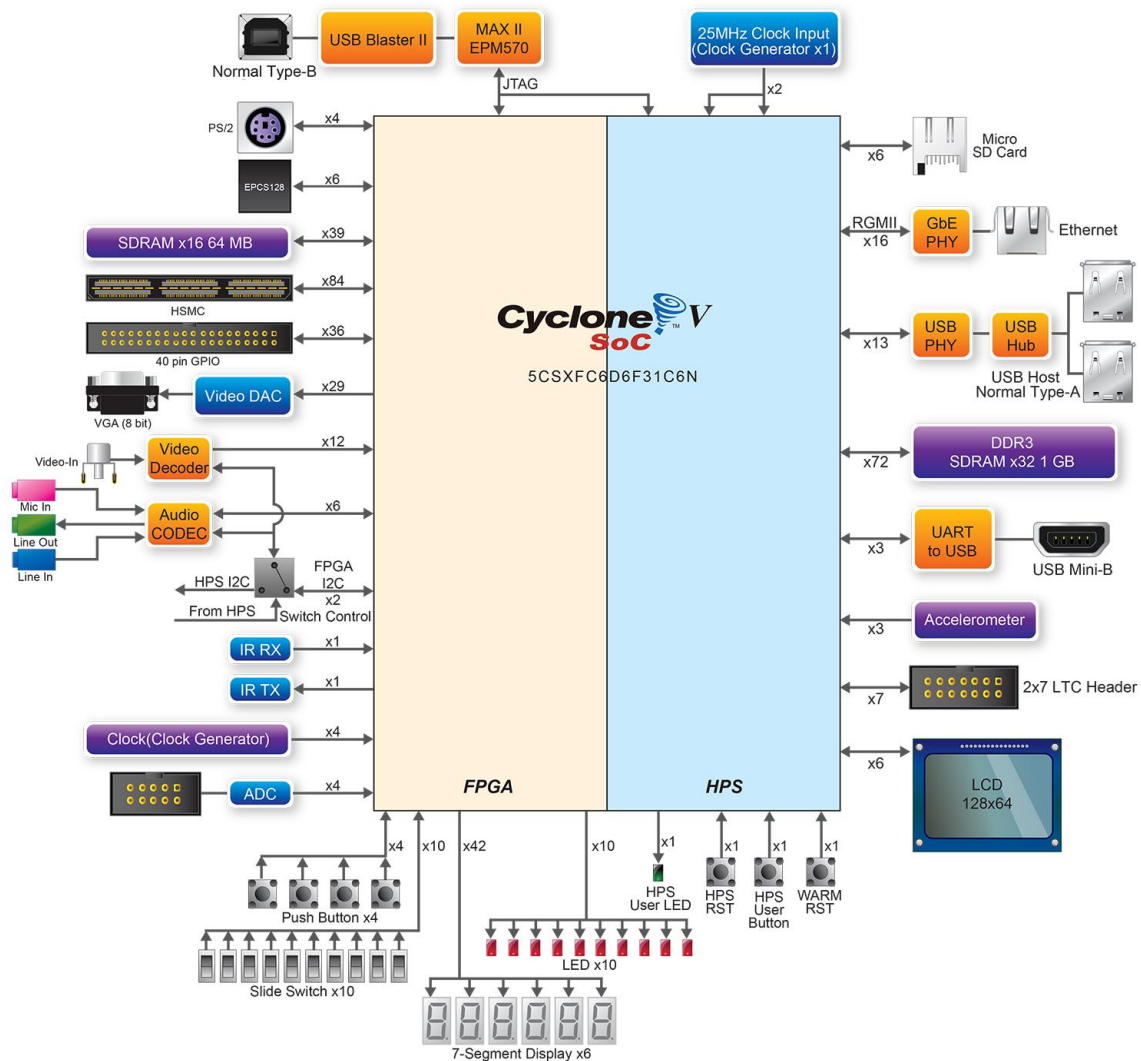 USB Blaster II
MAX II
EPM570
25MHz Clock Input
(Clock Generator x1)
Normal Type-B
JTAG
x2
PS/2
x4
Micro
SD Card
x6
EPCS128
x6
SDRAM x16 64 MB
x39
RGMII
x16
GbE
PHY
Ethernet
HSMC
x84
40 pin GPIO
x36
Cyclone V
TM
SoC
5CSXFC6D6F31C6N
x13
USB
PHY
USB
Hub
USB Host
Normal Type-A
VGA (8 bit)
Video DAC
x29
Video-In
Video
Decoder
x12
x72
DDR3
SDRAM x32 1 GB
Mic In
Line Out
Line In
Audio
CODEC
x6
x3
UART
to USB
USB Mini-B
HPS I2C
From HPS
FPGA
I2C
x2
Switch Control
x3
Accelerometer
IR RX
x1
IR TX
x1
x7
2x7 LTC Header
Clock(Clock Generator)
x4
x6
LCD
128x64
ADC
x4
FPGA
HPS
x4
x10
x42
x10
x1
x1
x1
x1
Push Button x4
HPS
User LED
HPS
RST
HPS
User
Button
WARM
RST
Slide Switch x10
LED x10
7-Segment Display x6